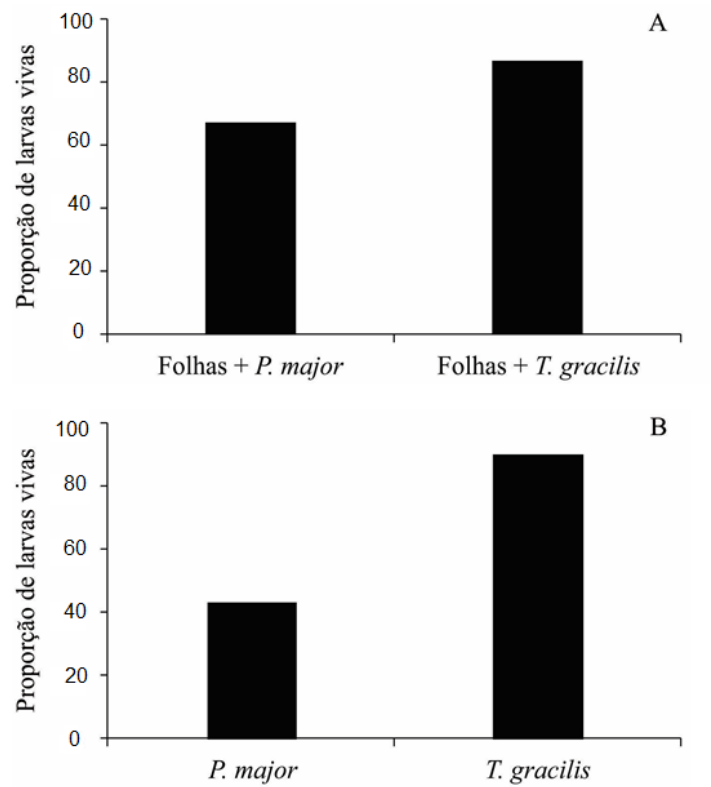 A
Proporção de larvas vivas
100
80
60
40
20
0
Folhas + P. major
Folhas + T. gracilis
B
Proporção de larvas vivas
100
80
60
40
20
0
P. major
T. gracilis